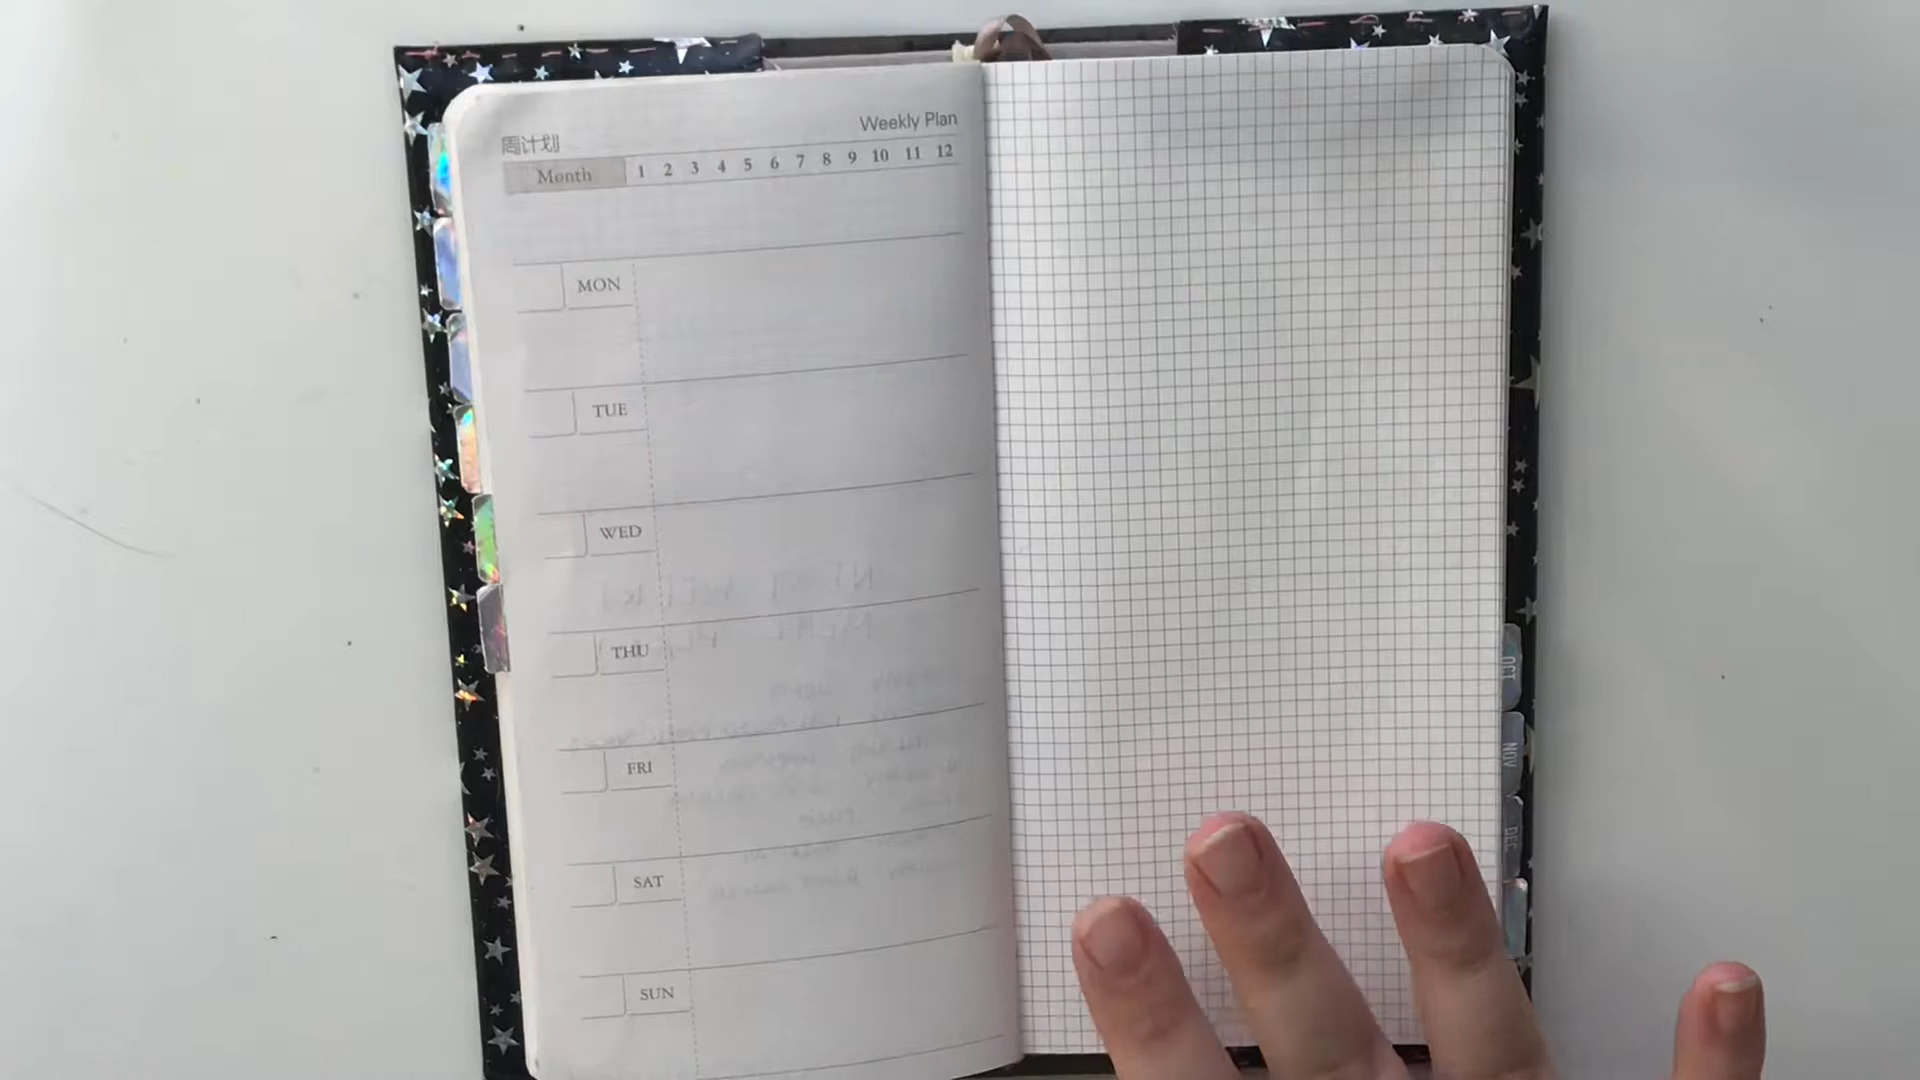 周计划
Weekly Plan
Month 1 2 3 4 5 6 7 8 9 10 11 12
MON
TUE
WED
THU
FRI
SAT
SUN
OCT
NOV
DEC